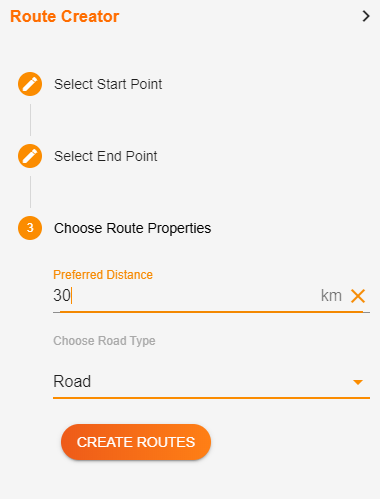 Route Creator
Select Start Point
Select End Point
3 Choose Route Properties
Preferred Distance
30 km
Choose Road Type
Road
CREATE ROUTES